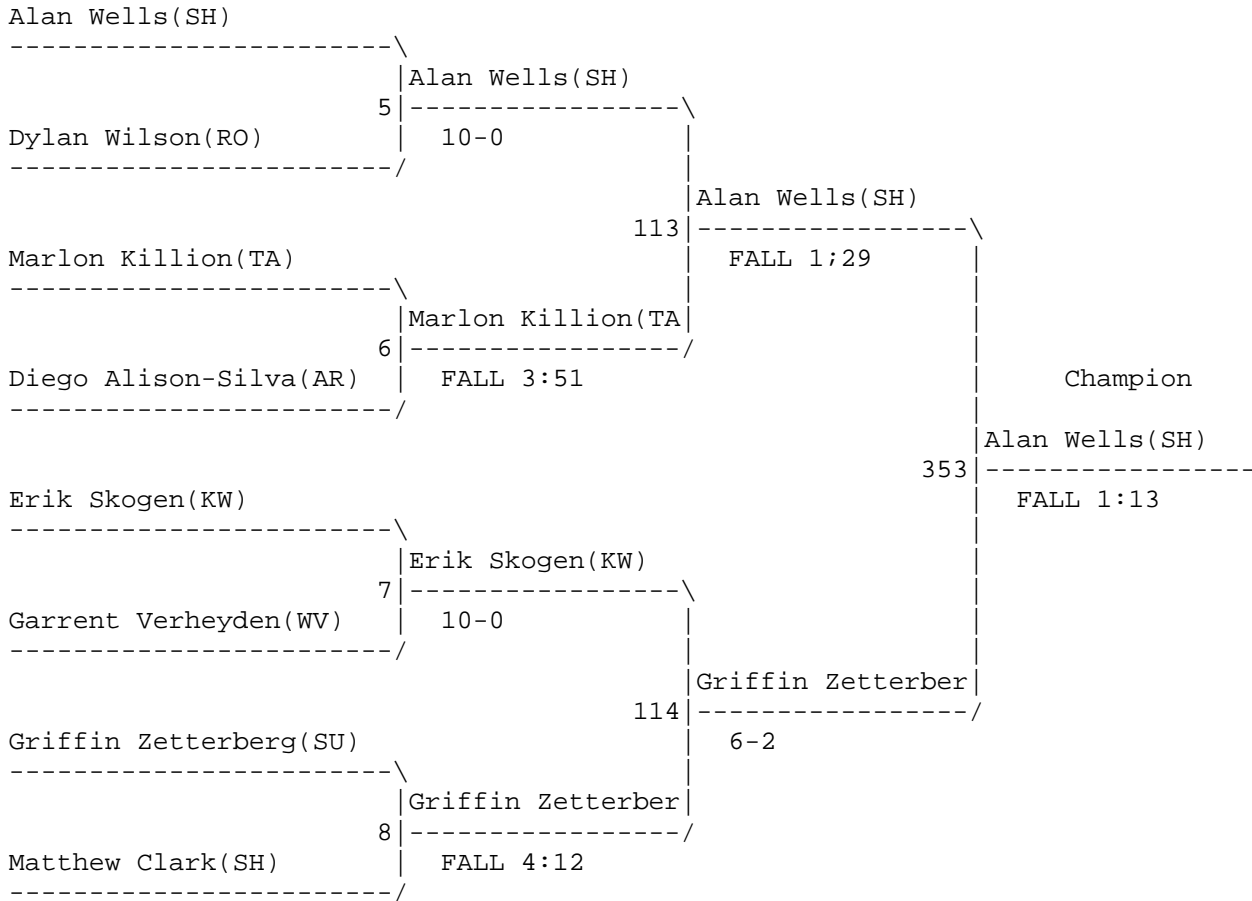 Alan Wells(SH)
Alan Wells(SH)
5
Dylan Wilson(RO) 10-0
Alan Wells(SH)
113
Marlon Killion(TA) FALL 1;29
Marlon Killion(TA
6
Diego Alison-Silva(AR) FALL 3:51 Champion
Alan Wells(SH)
353
Erik Skogen(KW) FALL 1:13
Erik Skogen(KW)
7
Garrent Verheyden(WV) 10-0
Griffin Zetterber
114
Griffin Zetterberg(SU) 6-2
Griffin Zetterber
8
Matthew Clark(SH) FALL 4:12